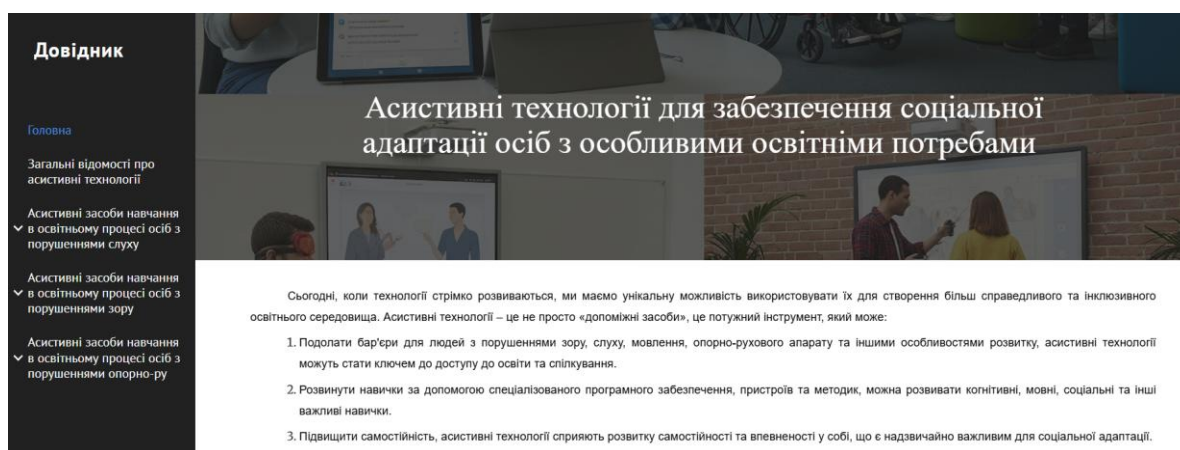 Довідник
Головна
Загальні відомості про
асистивні технології
Асистивні засоби навчання
в освітньому процесі осіб з
порушеннями слуху
Асистивні засоби навчання
в освітньому процесі осіб з
порушеннями зору
Асистивні засоби навчання
в освітньому процесі осіб з
порушеннями опорно-ру
Асистивні технології для забезпечення соціальної
адаптації осіб з особливими освітніми потребами
Сьогодні, коли технології стрімко розвиваються, ми маємо унікальну можливість використовувати їх для створення більш справедливого та інклюзивного
освітнього середовища. Асистивні технології – це не просто «допоміжні засоби», це потужний інструмент, який може:
1. Подолати бар'єри для людей з порушеннями зору, слуху, мовлення, опорно-рухового апарату та іншими особливостями розвитку, асистивні технології
можуть стати ключем до доступу до освіти та спілкування.
2. Розвинути навички за допомогою спеціалізованого програмного забезпечення, пристроїв та методик, можна розвивати когнітивні, мовні, соціальні та інші
важливі навички.
3. Підвищити самостійність, асистивні технології сприяють розвитку самостійності та впевненості у собі, що є надзвичайно важливим для соціальної адаптації.